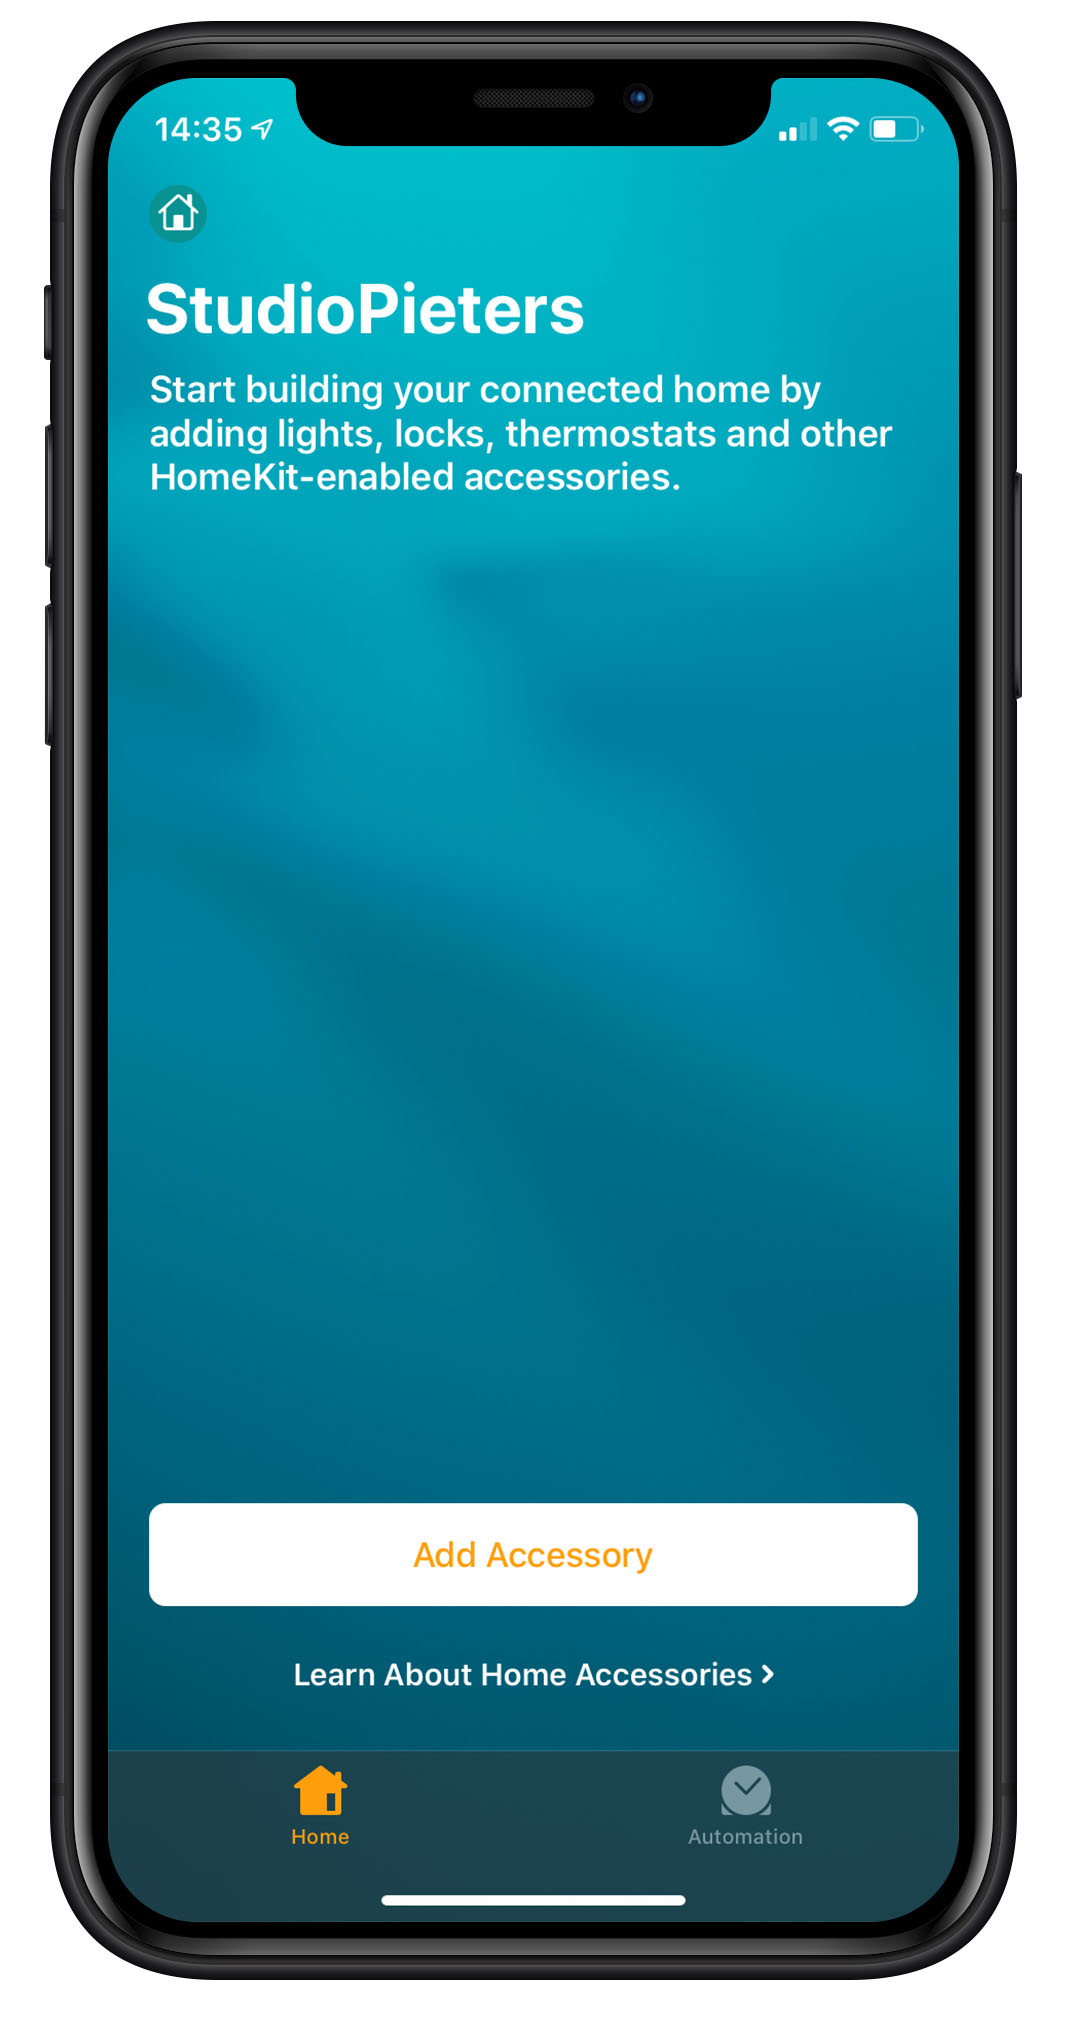 14:35
StudioPieters
Start building your connected home by
adding lights, locks, thermostats and other
HomeKit-enabled accessories.
Add Accessory
Learn About Home Accessories
Home
Automation